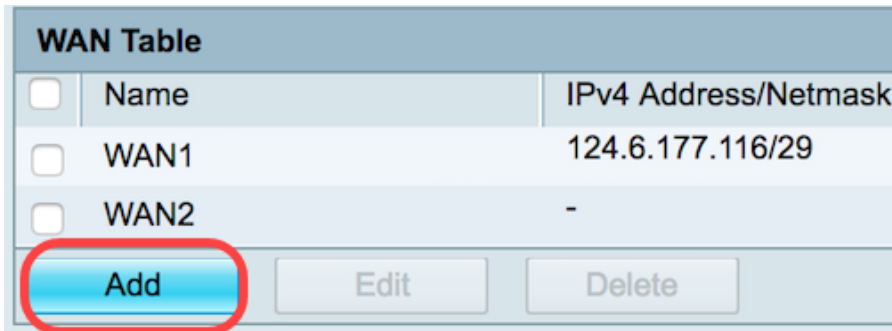 WAN Table
Name IPv4 Address/Netmask
WAN1 124.6.177.116/29
WAN2 -
Add Edit Delete